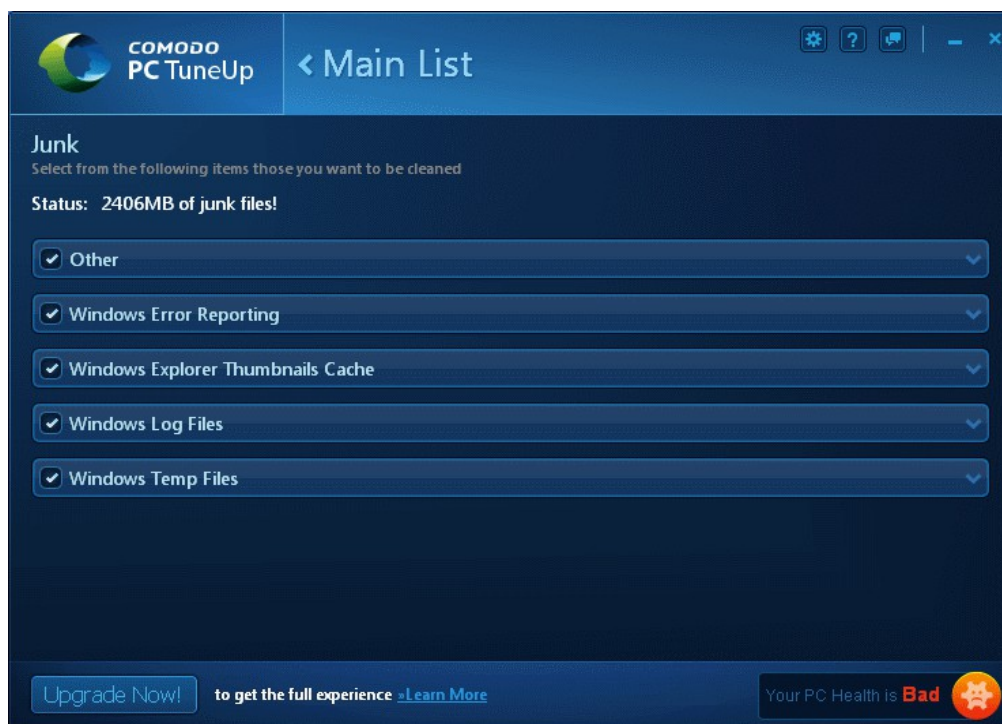 COMODO
PC TuneUp
< Main List
?
Junk
Select from the following items those you want to be cleaned
Status: 2406MB of junk files!
Other
Windows Error Reporting
Windows Explorer Thumbnails Cache
Windows Log Files
Windows Temp Files
Upgrade Now! to get the full experience »Learn More
Your PC Health is Bad